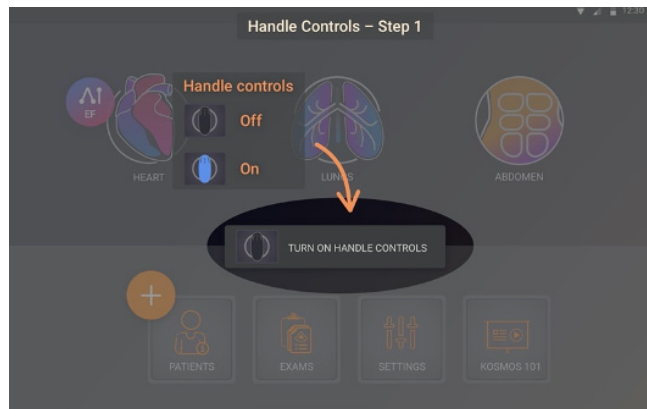 12:30
Handle Controls – Step 1
Handle controls
Off
On
AI
EF
HEART
LUNGS
ABDOMEN
TURN ON HANDLE CONTROLS
PATIENTS
EXAMS
SETTINGS
KOSMOS 101